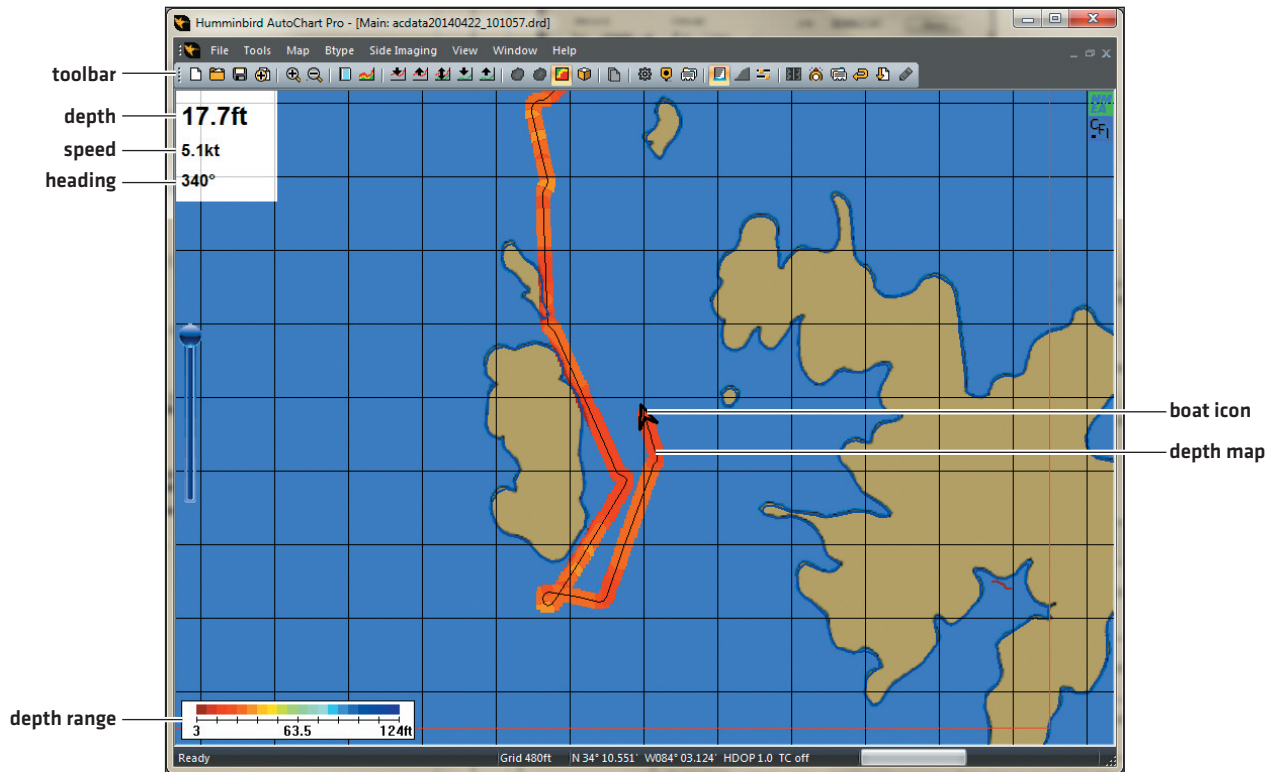 Humminbird AutoChart Pro - [Main: acdata20140422_101057.drd]
File Tools Map Btype Side Imaging View Window Help
toolbar
depth
17.7ft
speed
5.1kt
heading
340°
boat icon
depth map
depth range
3 63.5 124ft
Ready Grid 480ft N 34° 10.551' W084° 03.124' HDOP 1.0 TC off